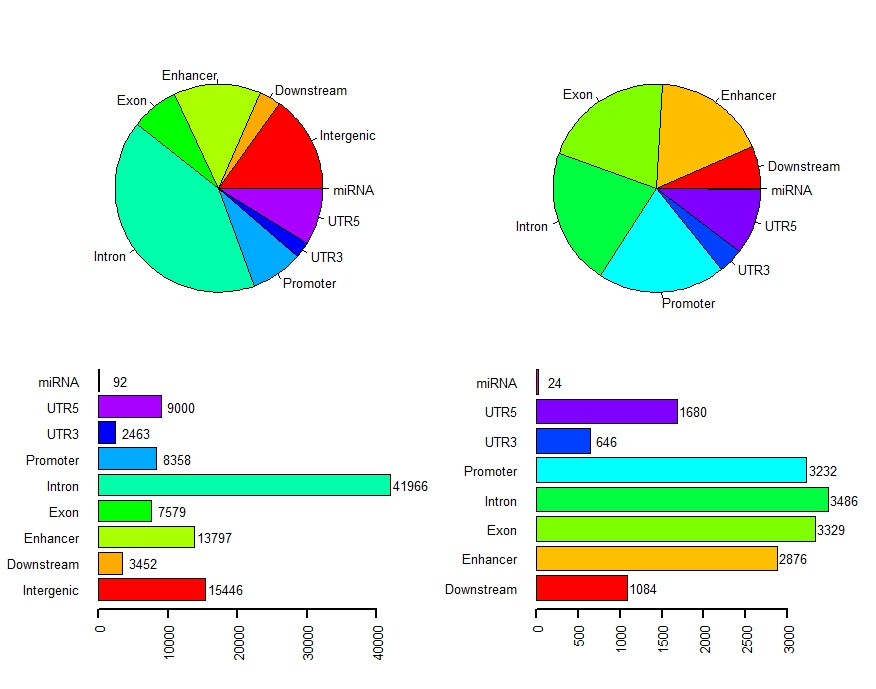 Enhancer
Downstream
Exon
Intergenic
miRNA
UTR5
Intron
UTR3
Promoter
Exon
Enhancer
Downstream
miRNA
Intron
UTR5
UTR3
Promoter
miRNA 92
UTR5 9000
UTR3 2463
Promoter 8358
Intron 41966
Exon 7579
Enhancer 13797
Downstream 3452
Intergenic 15446
0 10000 20000 30000 40000
miRNA 24
UTR5 1680
UTR3 646
Promoter 3232
Intron 3486
Exon 3329
Enhancer 2876
Downstream 1084
0 500 1000 1500 2000 2500 3000